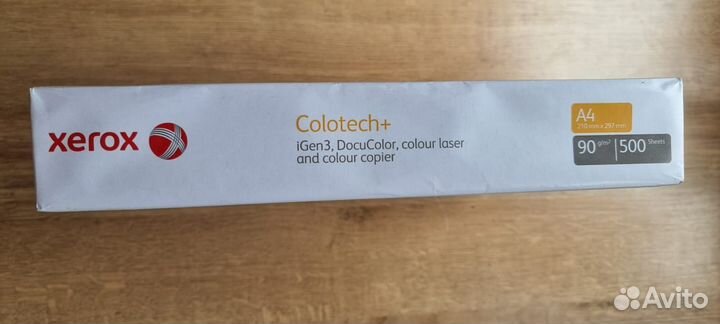 xerox
Colotech+
iGen3, DocuColor, colour laser
and colour copier
A4
210 mm x 297 mm
90 g/m² | 500 Sheets
Avito